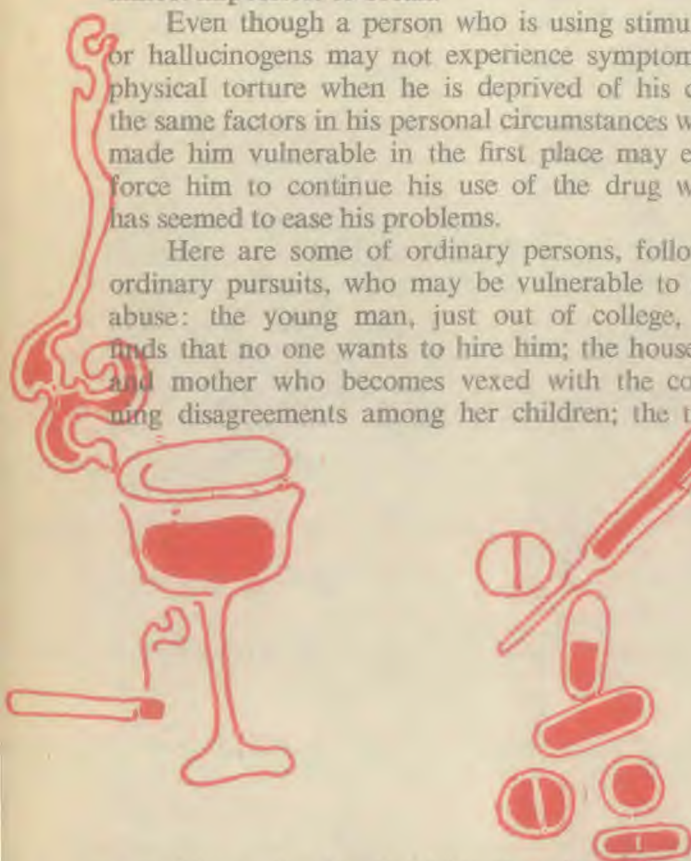 Even though a person who is using stimu
or hallucinogens may not experience symptom
physical torture when he is deprived of his
the same factors in his personal circumstances w
made him vulnerable in the first place may e
force him to continue his use of the drug w
has seemed to ease his problems.
Here are some of ordinary persons, follo
ordinary pursuits, who may be vulnerable to
abuse: the young man, just out of college,
finds that no one wants to hire him; the house
and mother who becomes vexed with the co
ning disagreements among her children; the t